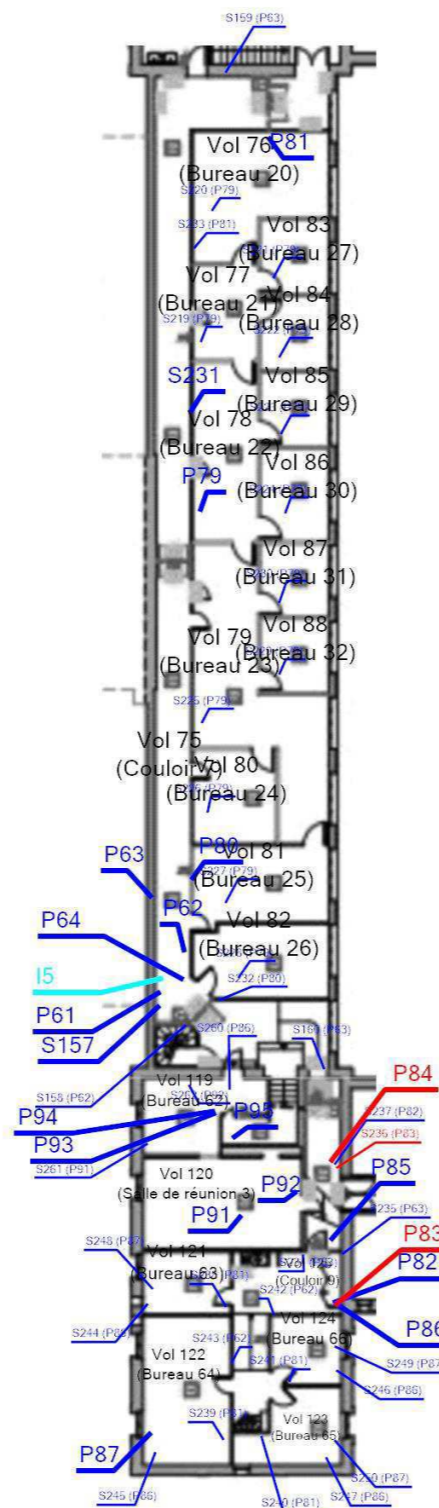 S159 (P63)
P81
Vol 76
(Bureau 20)
S220 (P79)
S233 (P81)
Vol 83
(Bureau 27)
Vol 77
(Bureau 21)
Vol 84
(Bureau 28)
S219 (P79)
S231
Vol 85
(Bureau 29)
Vol 78
(Bureau 22)
Vol 86
(Bureau 30)
P79
Vol 87
(Bureau 31)
Vol 88
(Bureau 32)
Vol 79
(Bureau 23)
S225 (P79)
Vol 75
(Couloir 7)
Vol 80
(Bureau 24)
P80
Vol 81
(Bureau 25)
S227 (P79)
P63
P62
Vol 82
(Bureau 26)
P64
I5
S232 (P80)
P61
S157
S260 (P86)
S158 (P62)
Vol 119
(Bureau 62)
P84
P94
P95
S237 (P82)
S236 (P83)
P93
S261 (P91)
P85
Vol 120
(Salle de réunion 3)
P92
P91
S235 (P63)
S248 (P87)
Vol 121
(Bureau 63)
P83
(Couloir 9)
P82
S242 (P62)
S244 (P86)
Vol 124
(Bureau 66)
P86
S243 (P62)
S249 (P87)
Vol 122
(Bureau 64)
S241 (P81)
S246 (P86)
S239 (P81)
Vol 123
(Bureau 65)
P87
S250 (P87)
S245 (P86)
S240 (P81)
S247 (P86)